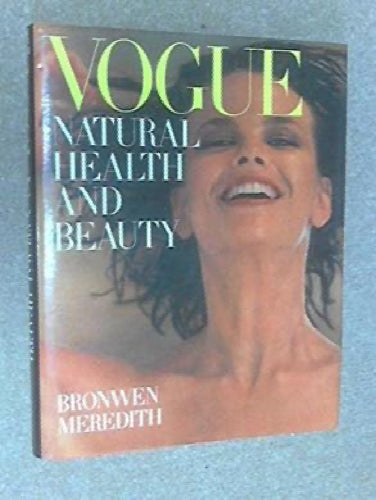 VOGUE
NATURAL
HEALTH
AND
BEAUTY
BRONWEN
MEREDITH